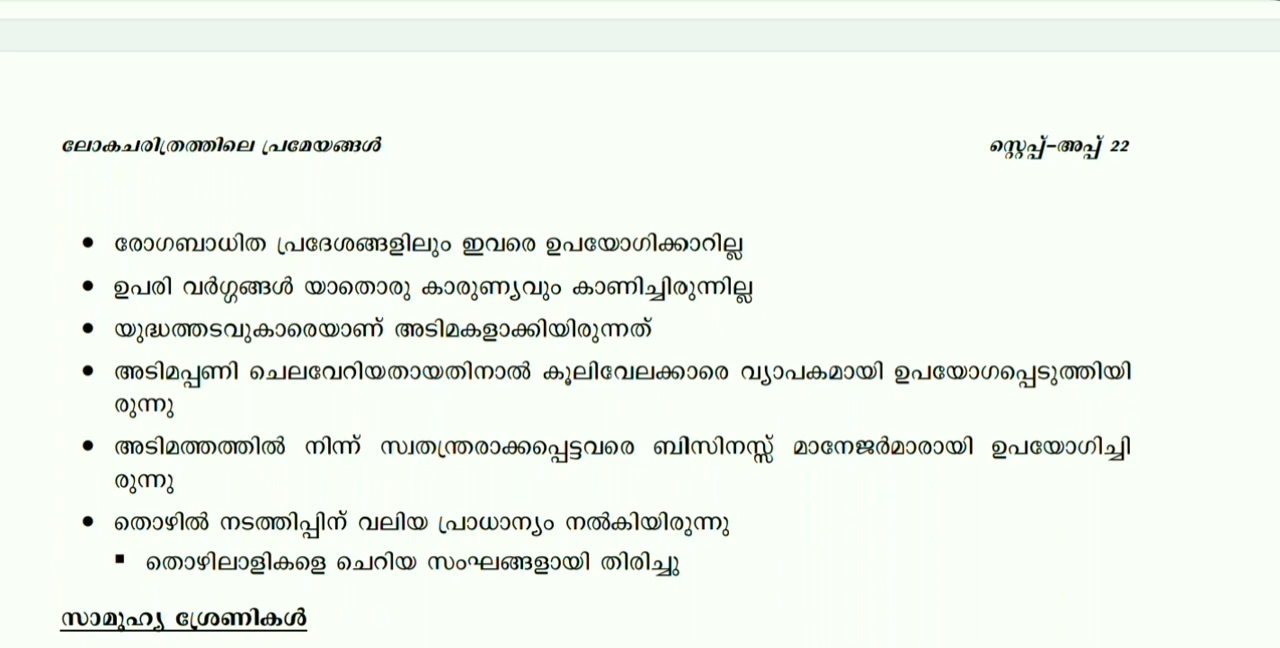 ലോകചരിത്രത്തിലെ പ്രമേയങ്ങൾ സ്റ്റെപ്പ്-അപ്പ് 22
• രോഗബാധിത പ്രദേശങ്ങളിലും ഇവരെ ഉപയോഗിക്കാറില്ല
• ഉപരി വർഗ്ഗങ്ങൾ യാതൊരു കാരുണ്യവും കാണിച്ചിരുന്നില്ല
• യുദ്ധത്തടവുകാരെയാണ് അടിമകളാക്കിയിരുന്നത്
• അടിമപ്പണി ചെലവേറിയതായതിനാൽ കൂലിവേലക്കാരെ വ്യാപകമായി ഉപയോഗപ്പെടുത്തിയി
രുന്നു
• അടിമത്തത്തിൽ നിന്ന് സ്വതന്ത്രരാക്കപ്പെട്ടവരെ ബിസിനസ്സ് മാനേജർമാരായി ഉപയോഗിച്ചി
രുന്നു
• തൊഴിൽ നടത്തിപ്പിന് വലിയ പ്രാധാന്യം നൽകിയിരുന്നു
▪ തൊഴിലാളികളെ ചെറിയ സംഘങ്ങളായി തിരിച്ചു
സാമൂഹ്യ ശ്രേണികൾ